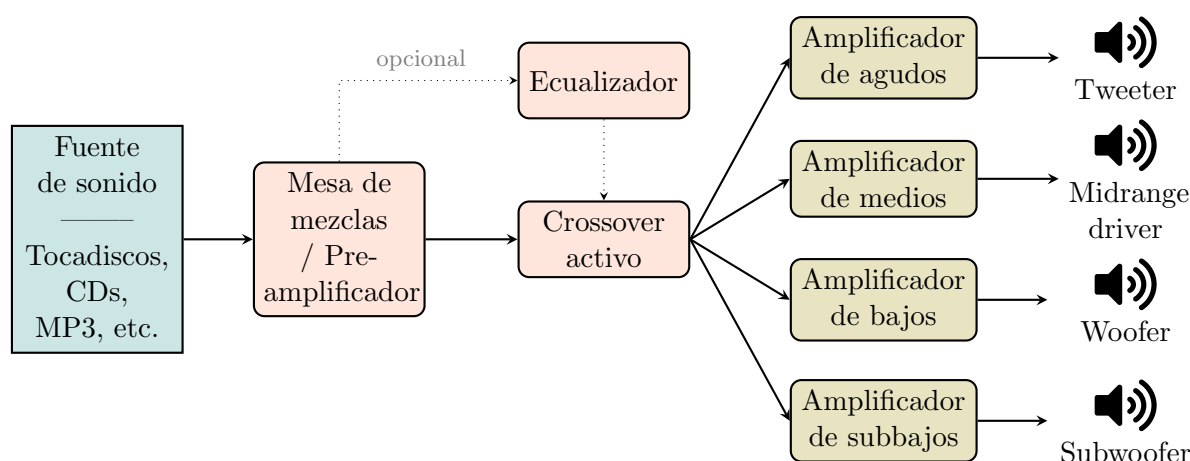 Fuente
de sonido
Tocadiscos,
CDs,
MP3, etc.
Mesa de
mezclas
/ Pre-
amplificador
opcional
Ecualizador
Crossover
activo
Amplificador
de agudos
Tweeter
Amplificador
de medios
Midrange
driver
Amplificador
de bajos
Woofer
Amplificador
de subbajos
Subwoofer